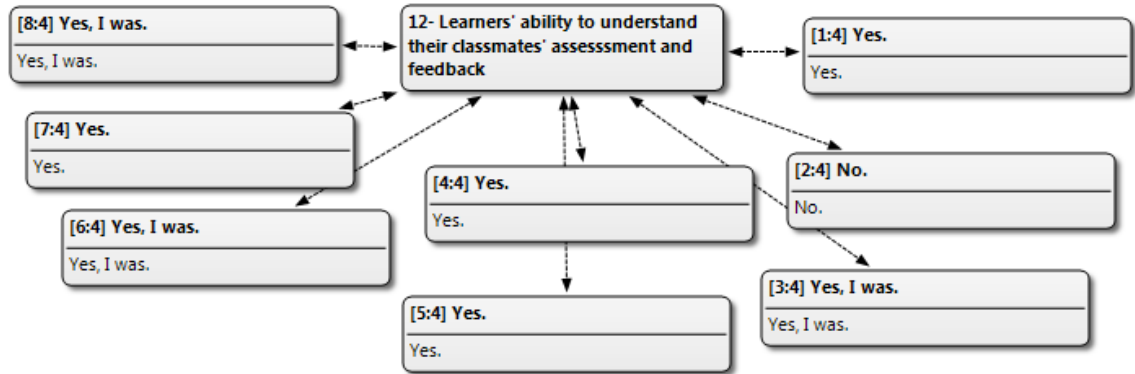 [8:4] Yes, I was.
Yes, I was.
12- Learners' ability to understand
their classmates' assesssment and
feedback
[1:4] Yes.
Yes.
[7:4] Yes.
Yes.
[4:4] Yes.
Yes.
[2:4] No.
No.
[6:4] Yes, I was.
Yes, I was.
[5:4] Yes.
Yes.
[3:4] Yes, I was.
Yes, I was.